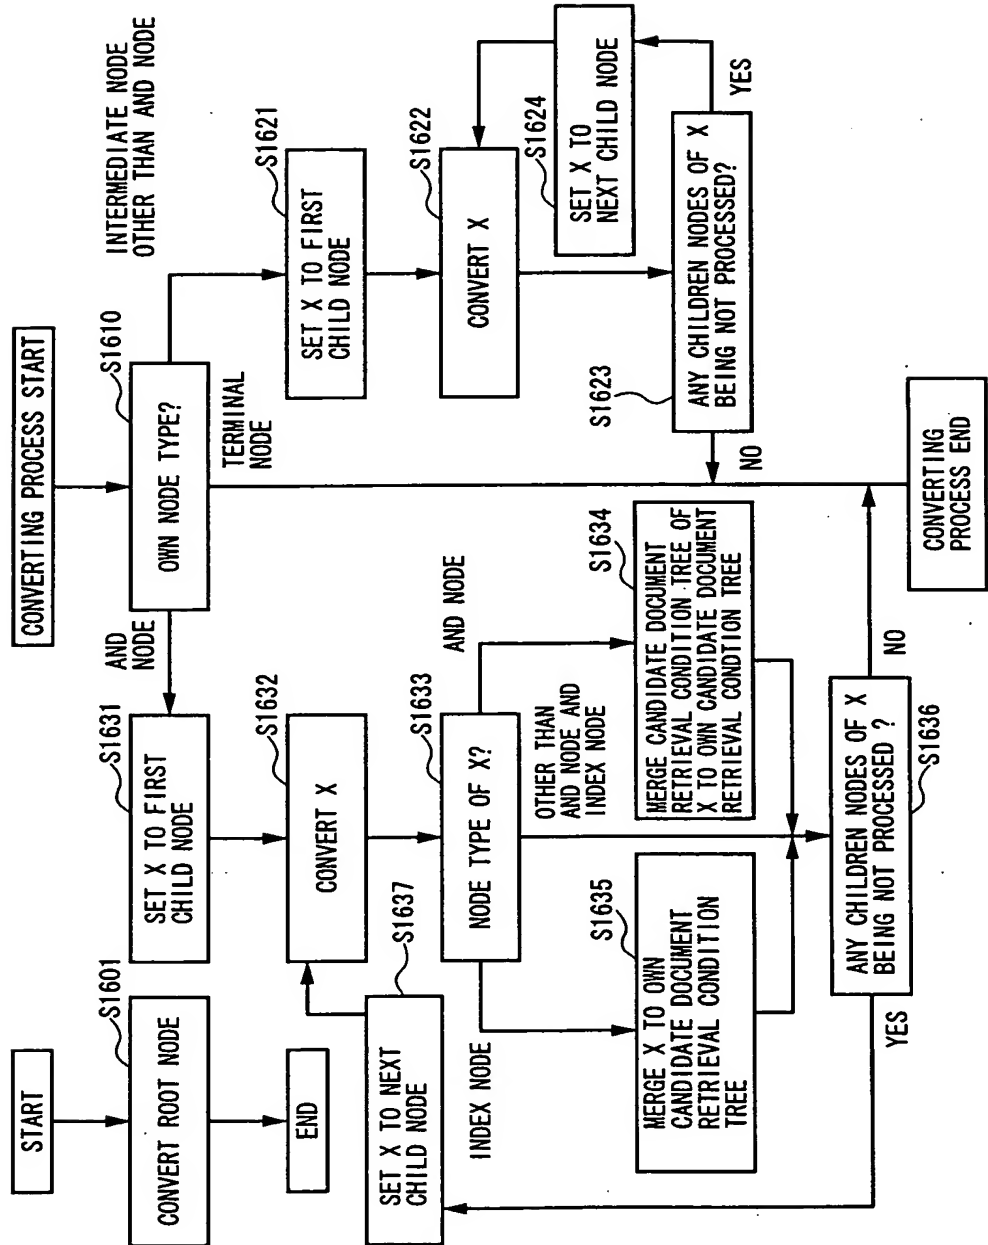 START
S1601
CONVERT ROOT NODE
END
CONVERTING PROCESS START
S1610
OWN NODE TYPE?
AND
NODE
TERMINAL
NODE
INTERMEDIATE NODE
OTHER THAN AND NODE
S1631
SET X TO FIRST
CHILD NODE
S1632
CONVERT X
S1633
NODE TYPE OF X?
S1637
SET X TO NEXT
CHILD NODE
INDEX NODE
OTHER THAN
AND NODE AND
INDEX NODE
AND NODE
S1635
MERGE X TO OWN
CANDIDATE DOCUMENT
RETRIEVAL CONDITION
TREE
S1634
MERGE CANDIDATE DOCUMENT
RETRIEVAL CONDITION TREE OF
X TO OWN CANDIDATE DOCUMENT
RETRIEVAL CONDTION TREE
ANY CHILDREN NODES OF X
BEING NOT PROCESSED ?
S1636
YES
NO
S1621
SET X TO FIRST
CHILD NODE
S1622
CONVERT X
S1624
SET X TO
NEXT CHILD NODE
S1623
ANY CHILDREN NODES OF X
BEING NOT PROCESSED?
YES
NO
CONVERTING
PROCESS END